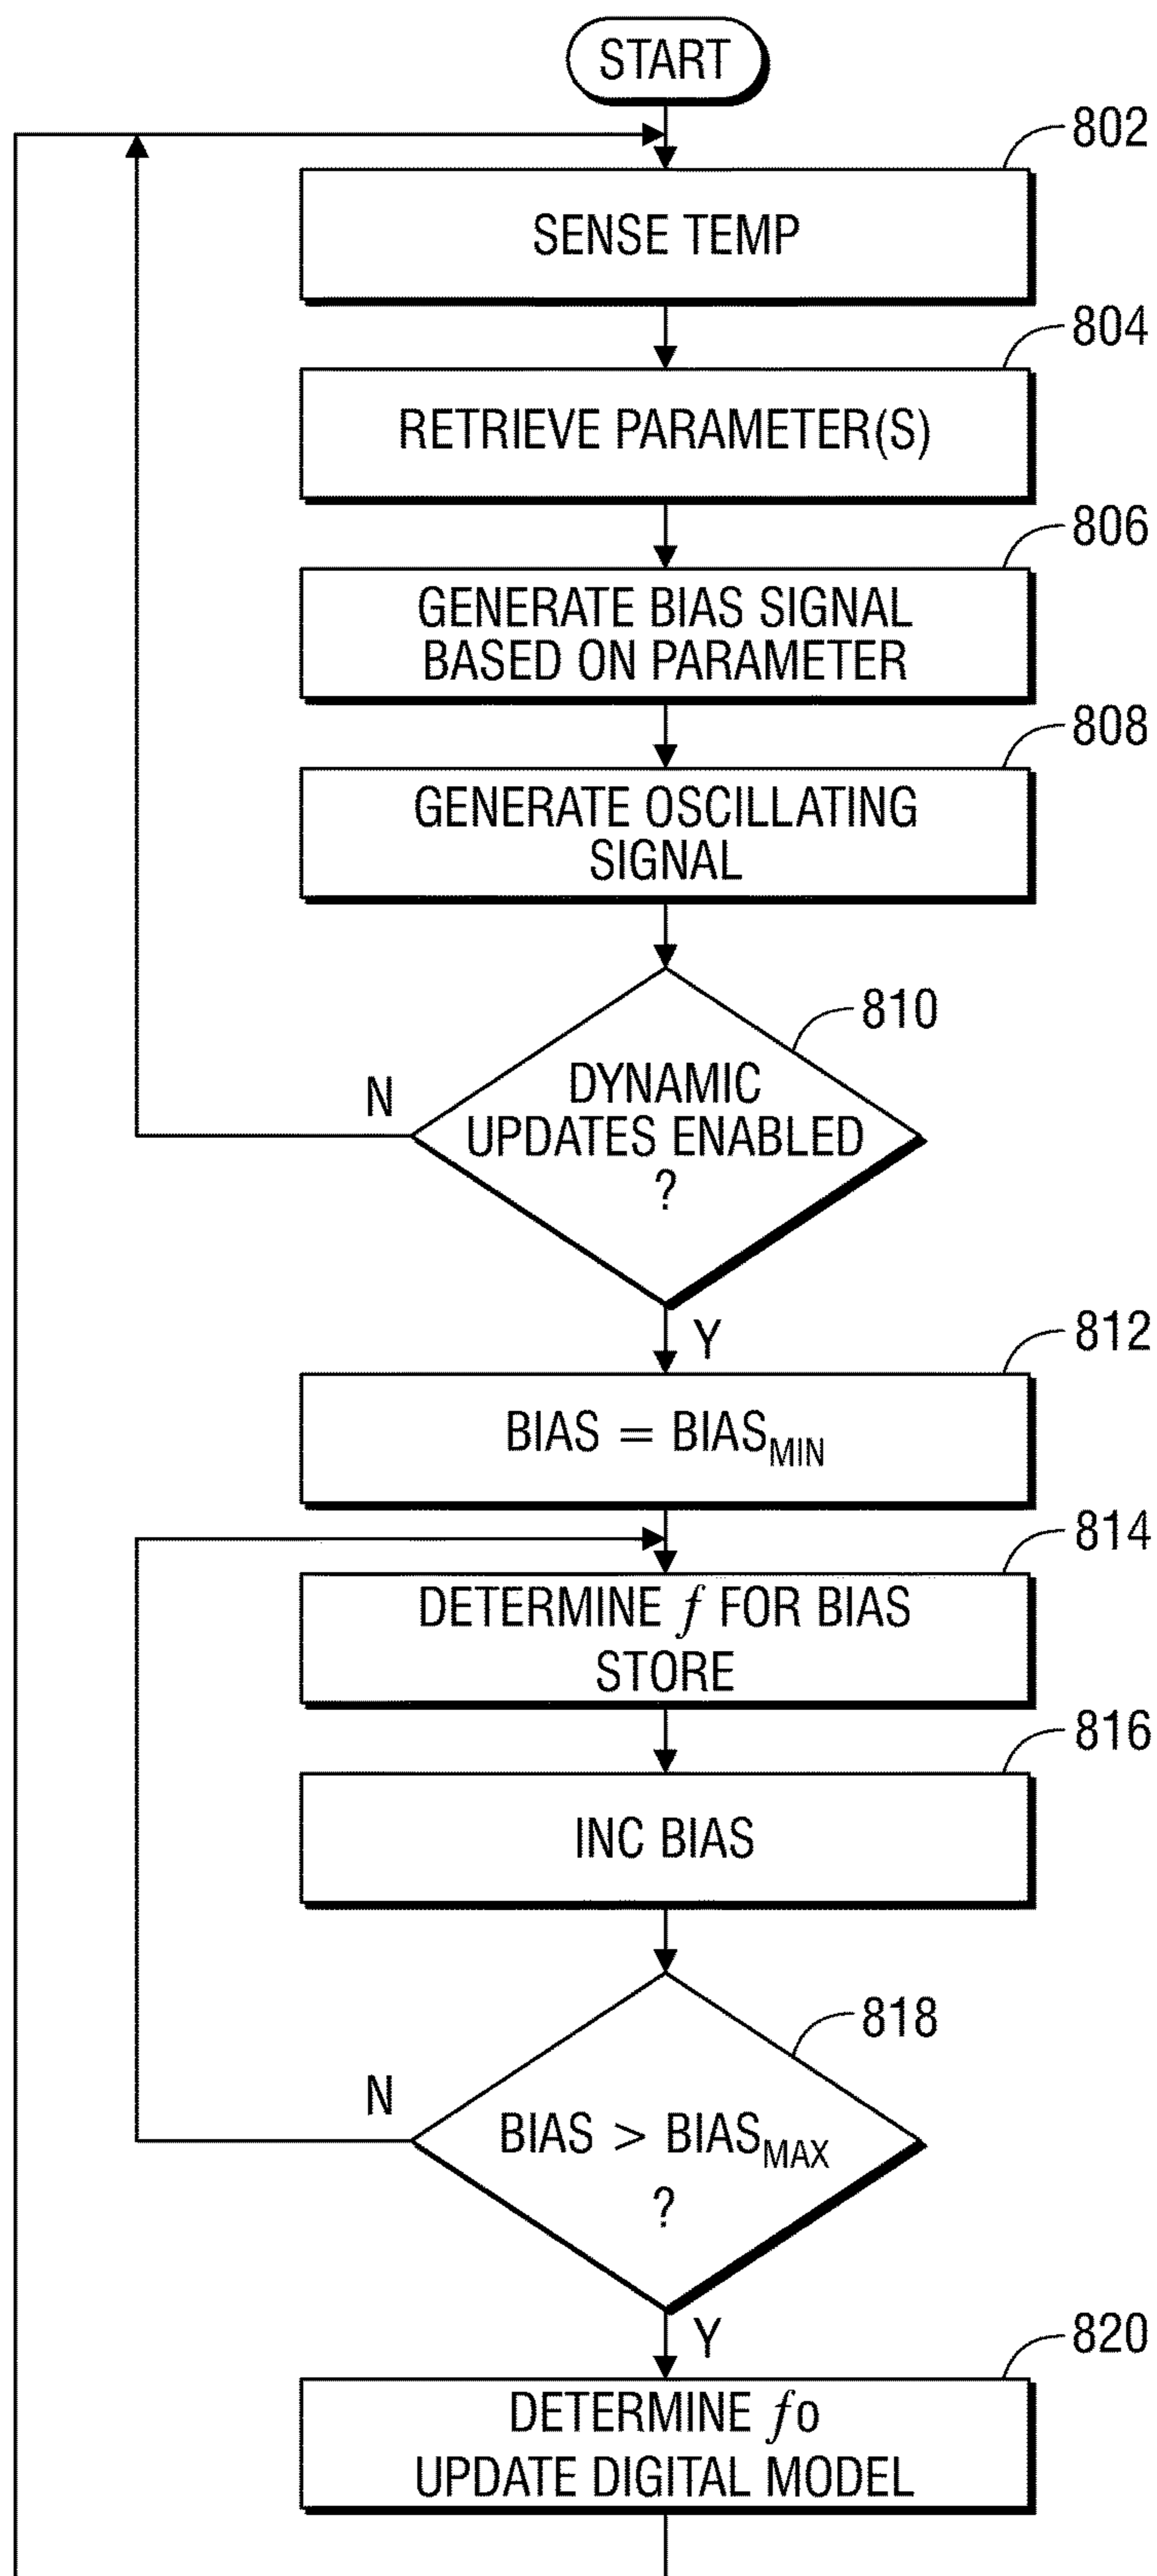 START
802
SENSE TEMP
804
RETRIEVE PARAMETER(S)
806
GENERATE BIAS SIGNAL
BASED ON PARAMETER
808
GENERATE OSCILLATING
SIGNAL
810
DYNAMIC
UPDATES ENABLED
?
N
Y
812
BIAS = BIASMIN
814
DETERMINE f FOR BIAS
STORE
816
INC BIAS
818
BIAS > BIASMAX
?
N
Y
820
DETERMINE fo
UPDATE DIGITAL MODEL